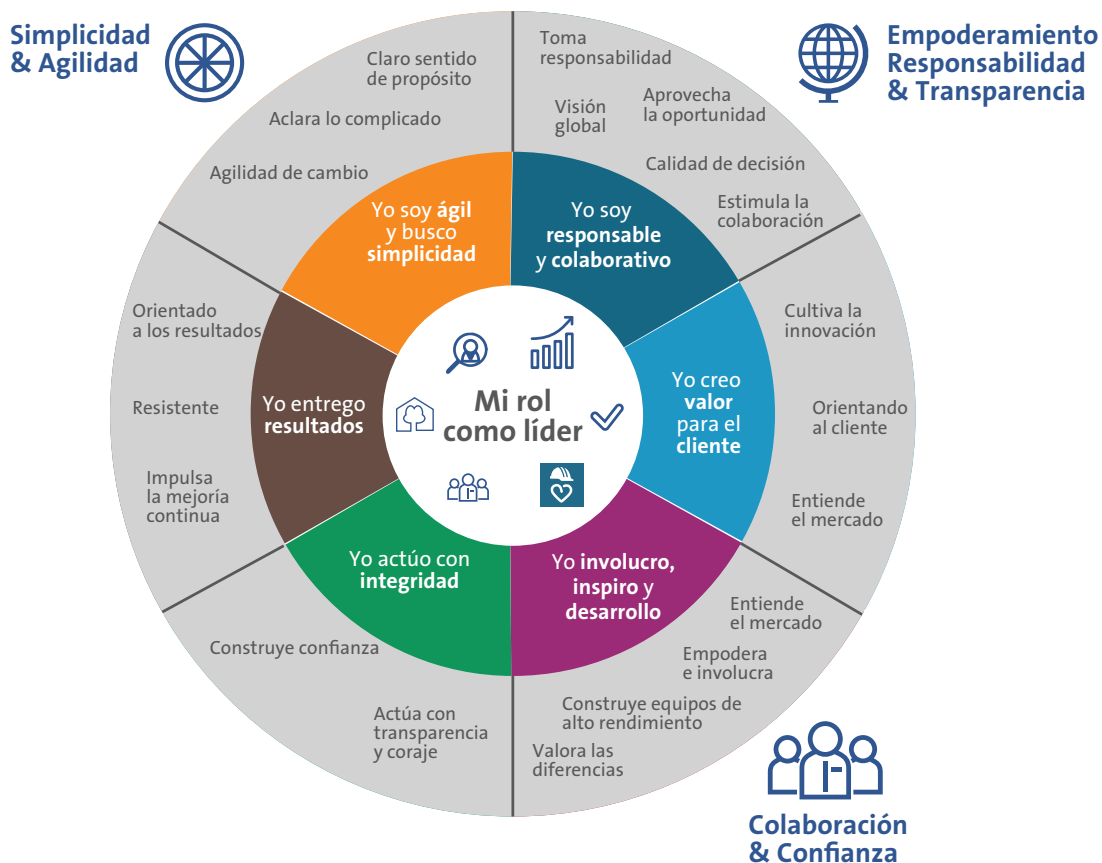 Simplicidad
& Agilidad
Empoderamiento
Responsabilidad
& Transparencia
Claro sentido
de propósito
Aclara lo complicado
Agilidad de cambio
Toma
responsabilidad
Visión
global
Aprovecha
la oportunidad
Calidad de decisión
Estimula la
colaboración
Yo soy ágil
y busco
simplicidad
Yo soy
responsable
y colaborativo
Orientado
a los resultados
Resistente
Impulsa
la mejoría
continua
Yo entrego
resultados
Mi rol
como líder
Yo creo
valor
para el
cliente
Cultiva la
innovación
Orientando
al cliente
Entiende
el mercado
Yo actúo con
integridad
Yo involucro,
inspiro y
desarrollo
Construye confianza
Actúa con
transparencia
y coraje
Entiende
el mercado
Empodera
e involucra
Construye equipos de
alto rendimiento
Valora las
diferencias
Colaboración
& Confianza